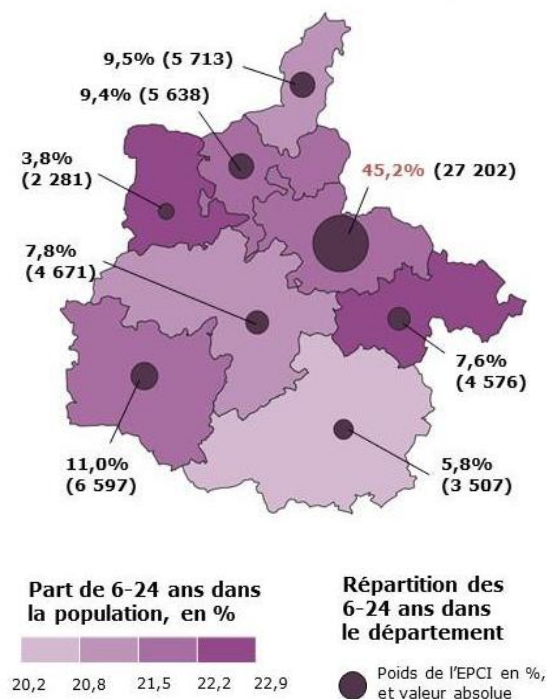 9,5% (5 713)
9,4% (5 638)
3,8%
(2 281)
45,2% (27 202)
7,8%
(4 671)
7,6%
(4 576)
11,0%
(6 597)
5,8%
(3 507)
Part de 6-24 ans dans
la population, en %
20,2 20,8 21,5 22,2 22,9
Répartition des
6-24 ans dans
le département
Poids de l'EPCI en %,
et valeur absolue